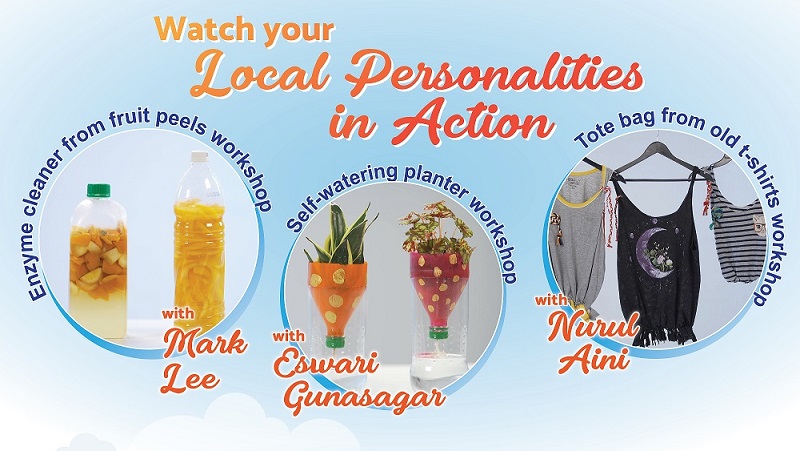 Watch your
Local Personalities
in Action
Enzyme cleaner from fruit peels workshop
with
Mark
Lee
Self-watering planter workshop
with
Eswari
Gunasagar
Tote bag from old t-shirts workshop
with
Nurul
Aini